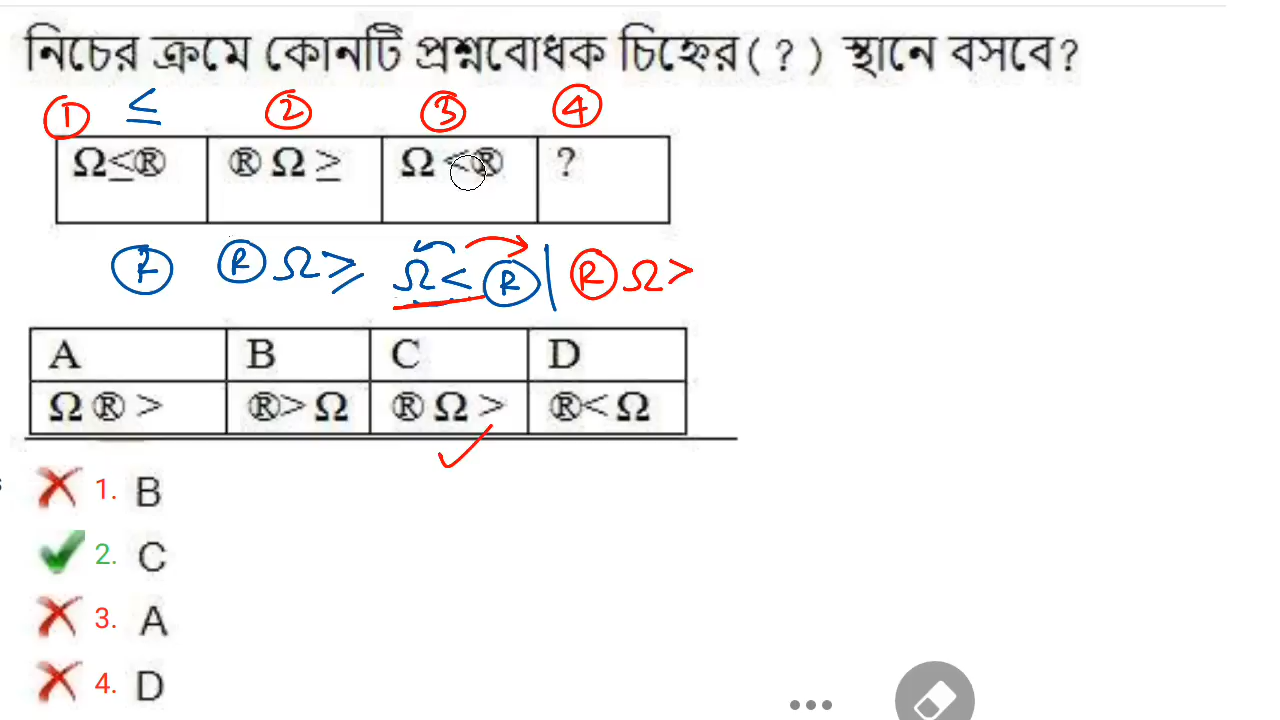 নিচের ক্রমে কোনটি প্রশ্নবোধক চিহ্নের (?) স্থানে বসবে?
① ≤ ② ③ ④
Ω≤® ® Ω ≥ Ω <® ?
® ® Ω ≥ Ω < ® | ® Ω >
A B C D
Ω ® > ®> Ω ® Ω > ®< Ω
1. B
2. C
3. A
4. D